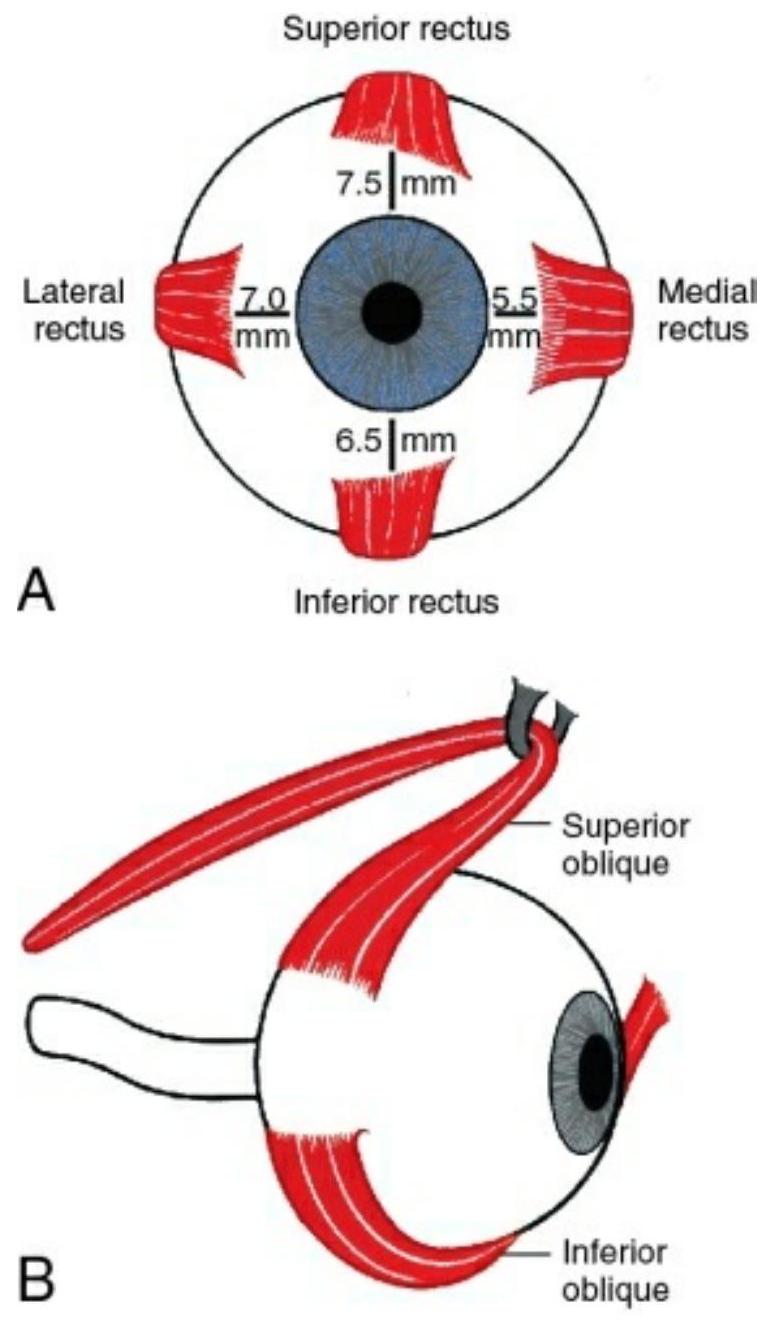 Superior rectus
7.5 mm
Lateral
rectus
7.0
mm
5.5
mm
Medial
rectus
6.5 mm
Inferior rectus
A
Superior
oblique
Inferior
oblique
B